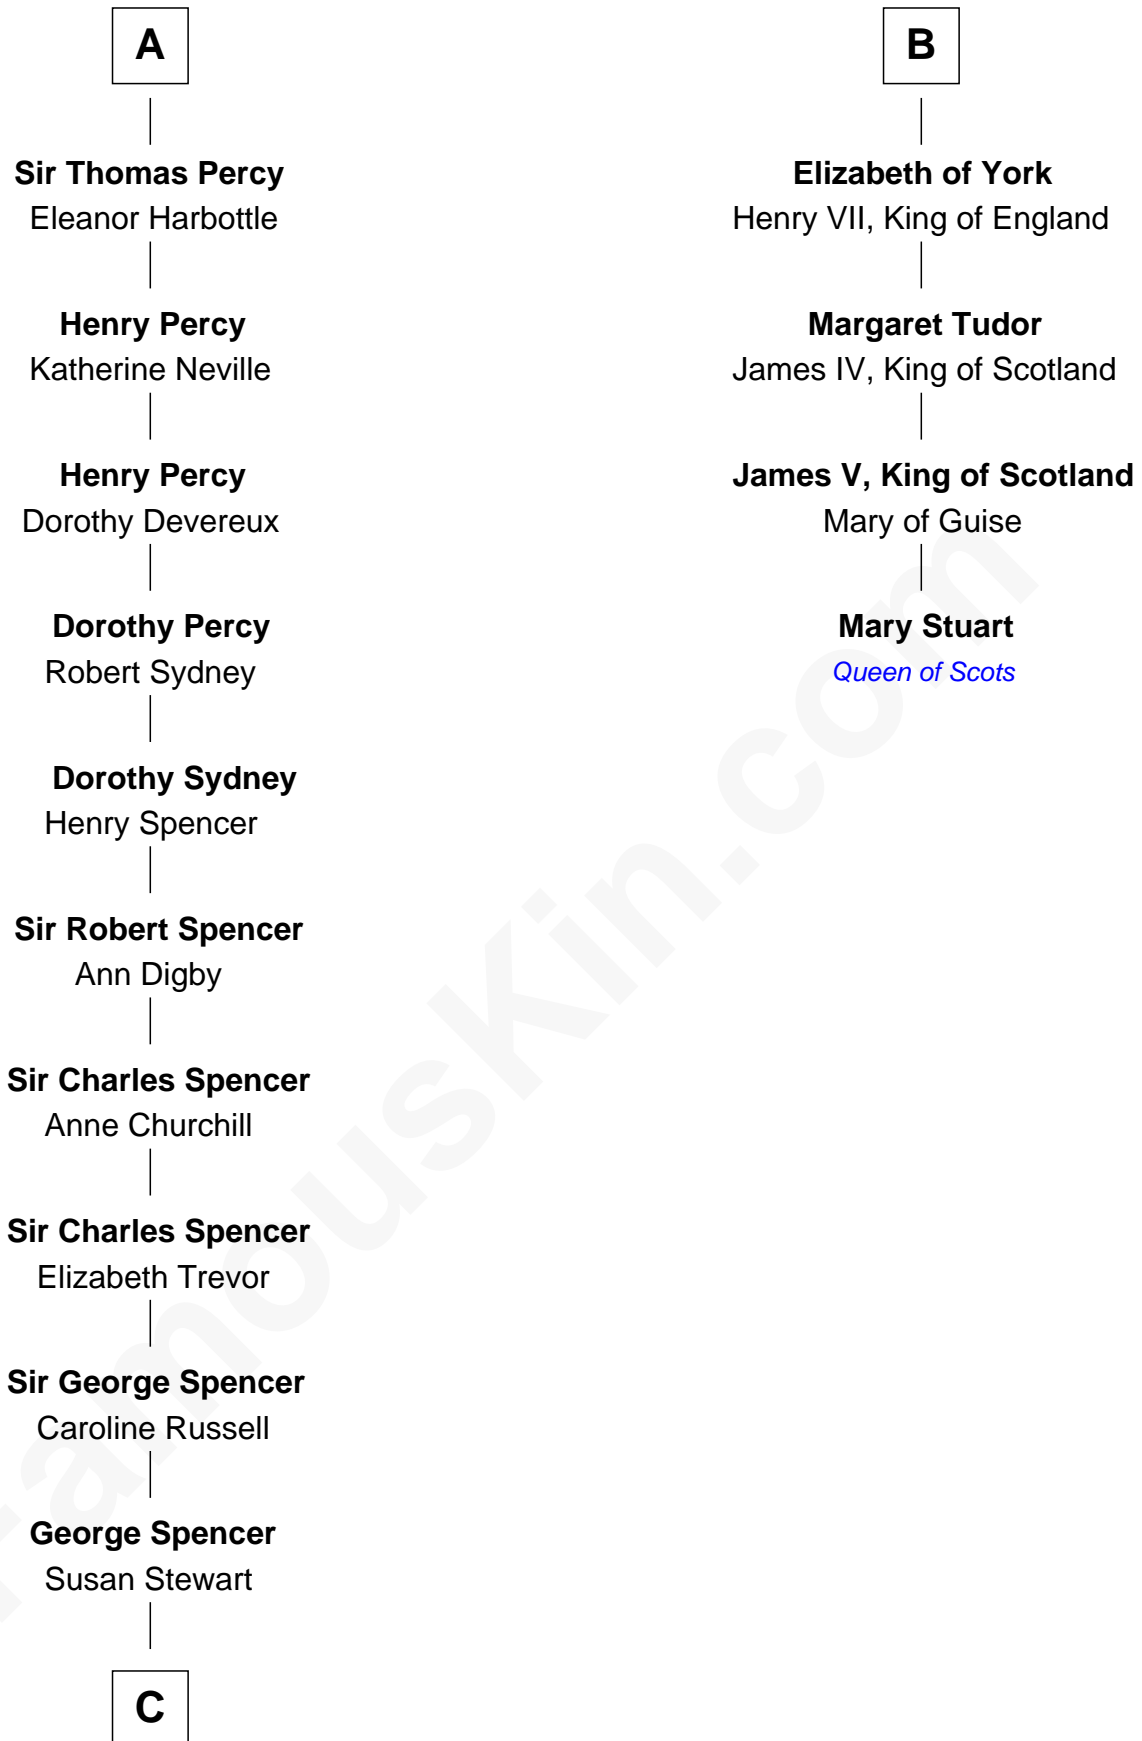 A
Sir Thomas Percy
Eleanor Harbottle
Henry Percy
Katherine Neville
Henry Percy
Dorothy Devereux
Dorothy Percy
Robert Sydney
Dorothy Sydney
Henry Spencer
Sir Robert Spencer
Ann Digby
Sir Charles Spencer
Anne Churchill
Sir Charles Spencer
Elizabeth Trevor
Sir George Spencer
Caroline Russell
George Spencer
Susan Stewart
C
B
Elizabeth of York
Henry VII, King of England
Margaret Tudor
James IV, King of Scotland
James V, King of Scotland
Mary of Guise
Mary Stuart
Queen of Scots
FamousKin.com